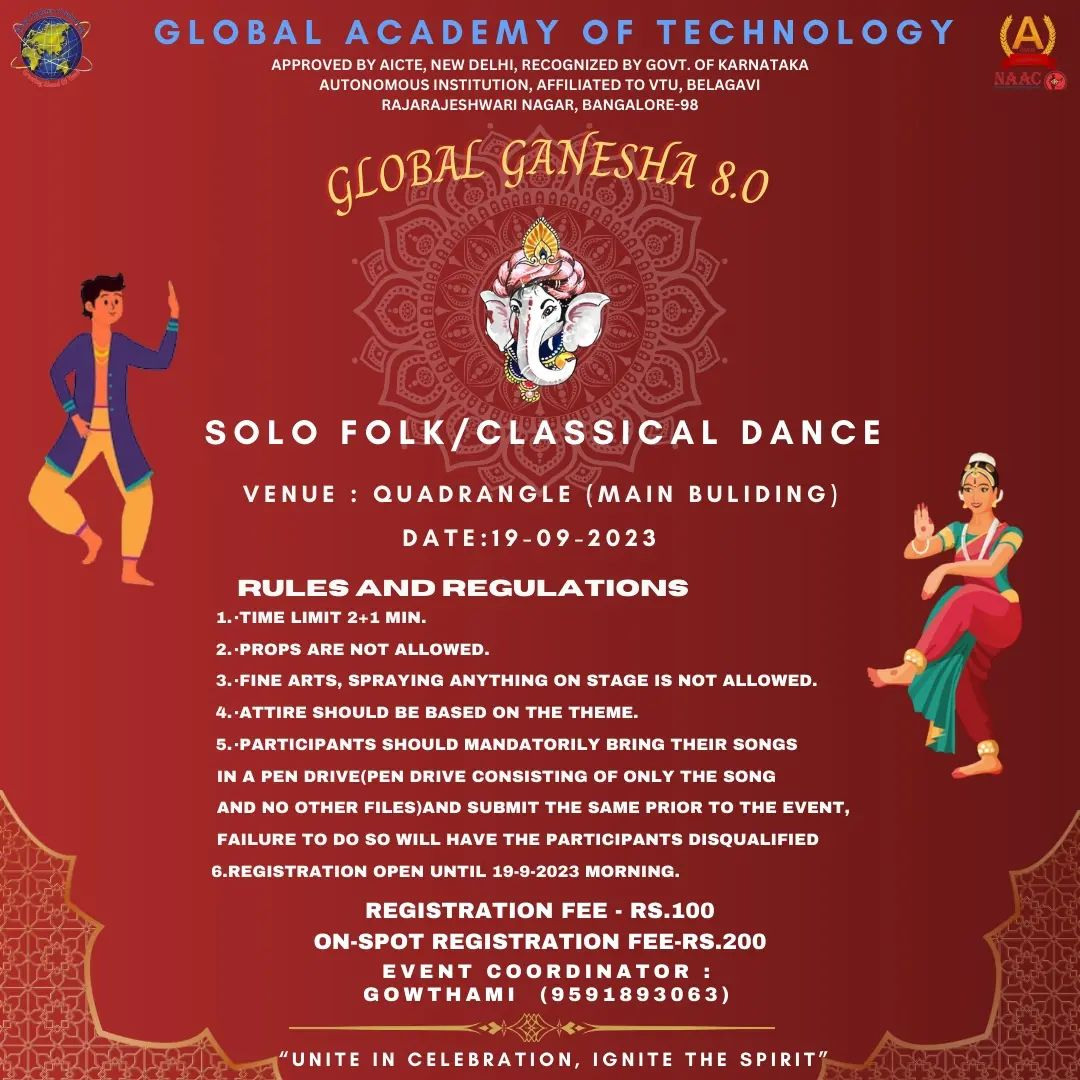 GLOBAL ACADEMY OF TECHNOLOGY
APPROVED BY AICTE, NEW DELHI, RECOGNIZED BY GOVT. OF KARNATAKA
AUTONOMOUS INSTITUTION, AFFILIATED TO VTU, BELAGAVI
RAJARAJESHWARI NAGAR, BANGALORE-98
A
NAAC
GLOBAL GANESHA 8.0
SOLO FOLK/CLASSICAL DANCE
VENUE : QUADRANGLE (MAIN BULIDING)
DATE:19-09-2023
RULES AND REGULATIONS
1.·TIME LIMIT 2+1 MIN.
2.·PROPS ARE NOT ALLOWED.
3.·FINE ARTS, SPRAYING ANYTHING ON STAGE IS NOT ALLOWED.
4.·ATTIRE SHOULD BE BASED ON THE THEME.
5.·PARTICIPANTS SHOULD MANDATORILY BRING THEIR SONGS
IN A PEN DRIVE(PEN DRIVE CONSISTING OF ONLY THE SONG
AND NO OTHER FILES)AND SUBMIT THE SAME PRIOR TO THE EVENT,
FAILURE TO DO SO WILL HAVE THE PARTICIPANTS DISQUALIFIED
6.REGISTRATION OPEN UNTIL 19-9-2023 MORNING.
REGISTRATION FEE - RS.100
ON-SPOT REGISTRATION FEE-RS.200
EVENT COORDINATOR :
GOWTHAMI (9591893063)
“UNITE IN CELEBRATION, IGNITE THE SPIRIT”